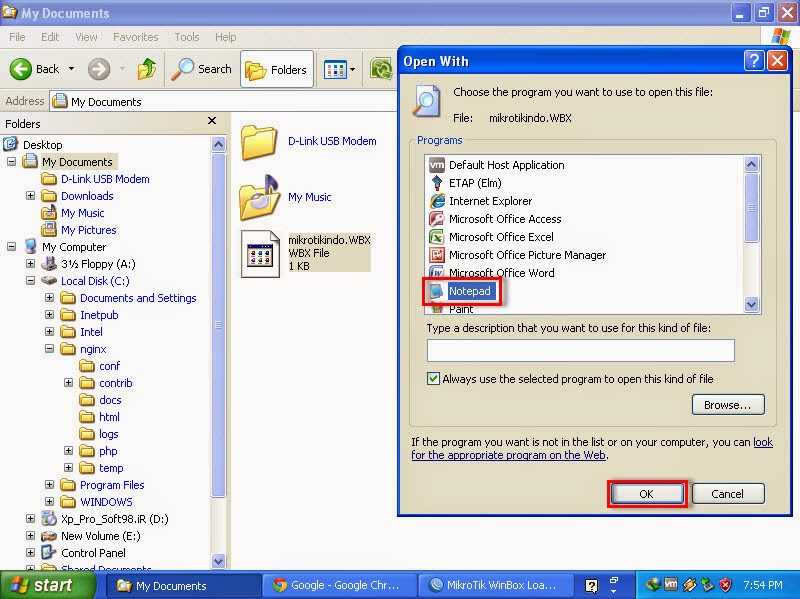 My Documents
File Edit View Favorites Tools Help
Back Search Folders
Address My Documents
Folders X
Desktop
My Documents
D-Link USB Modem
Downloads
My Music
My Pictures
My Computer
3½ Floppy (A:)
Local Disk (C:)
Documents and Settings
Inetpub
Intel
nginx
conf
contrib
docs
html
logs
php
temp
Program Files
WINDOWS
Xp_Pro_Soft98.iR (D:)
New Volume (E:)
Control Panel
Shared Documents
D-Link USB Modem
My Music
mikrotikindo.WBX
WBX File
1 KB
Open With
Choose the program you want to use to open this file:
File: mikrotikindo.WBX
Programs
vm Default Host Application
ETAP (Elm)
Internet Explorer
Microsoft Office Access
Microsoft Office Excel
Microsoft Office Picture Manager
Microsoft Office Word
Notepad
Paint
Type a description that you want to use for this kind of file:
Always use the selected program to open this kind of file
Browse...
If the program you want is not in the list or on your computer, you can look
for the appropriate program on the Web.
OK Cancel
start My Documents Google - Google Chr... MikroTik WinBox Loa... ? vm 7:54 PM